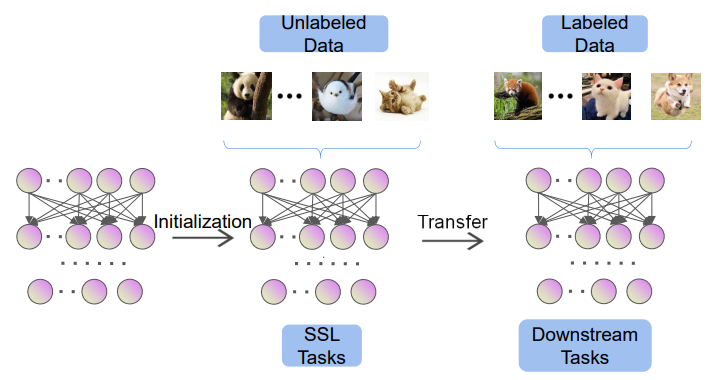 Unlabeled
Data
Labeled
Data
Initialization
Transfer
SSL
Tasks
Downstream
Tasks